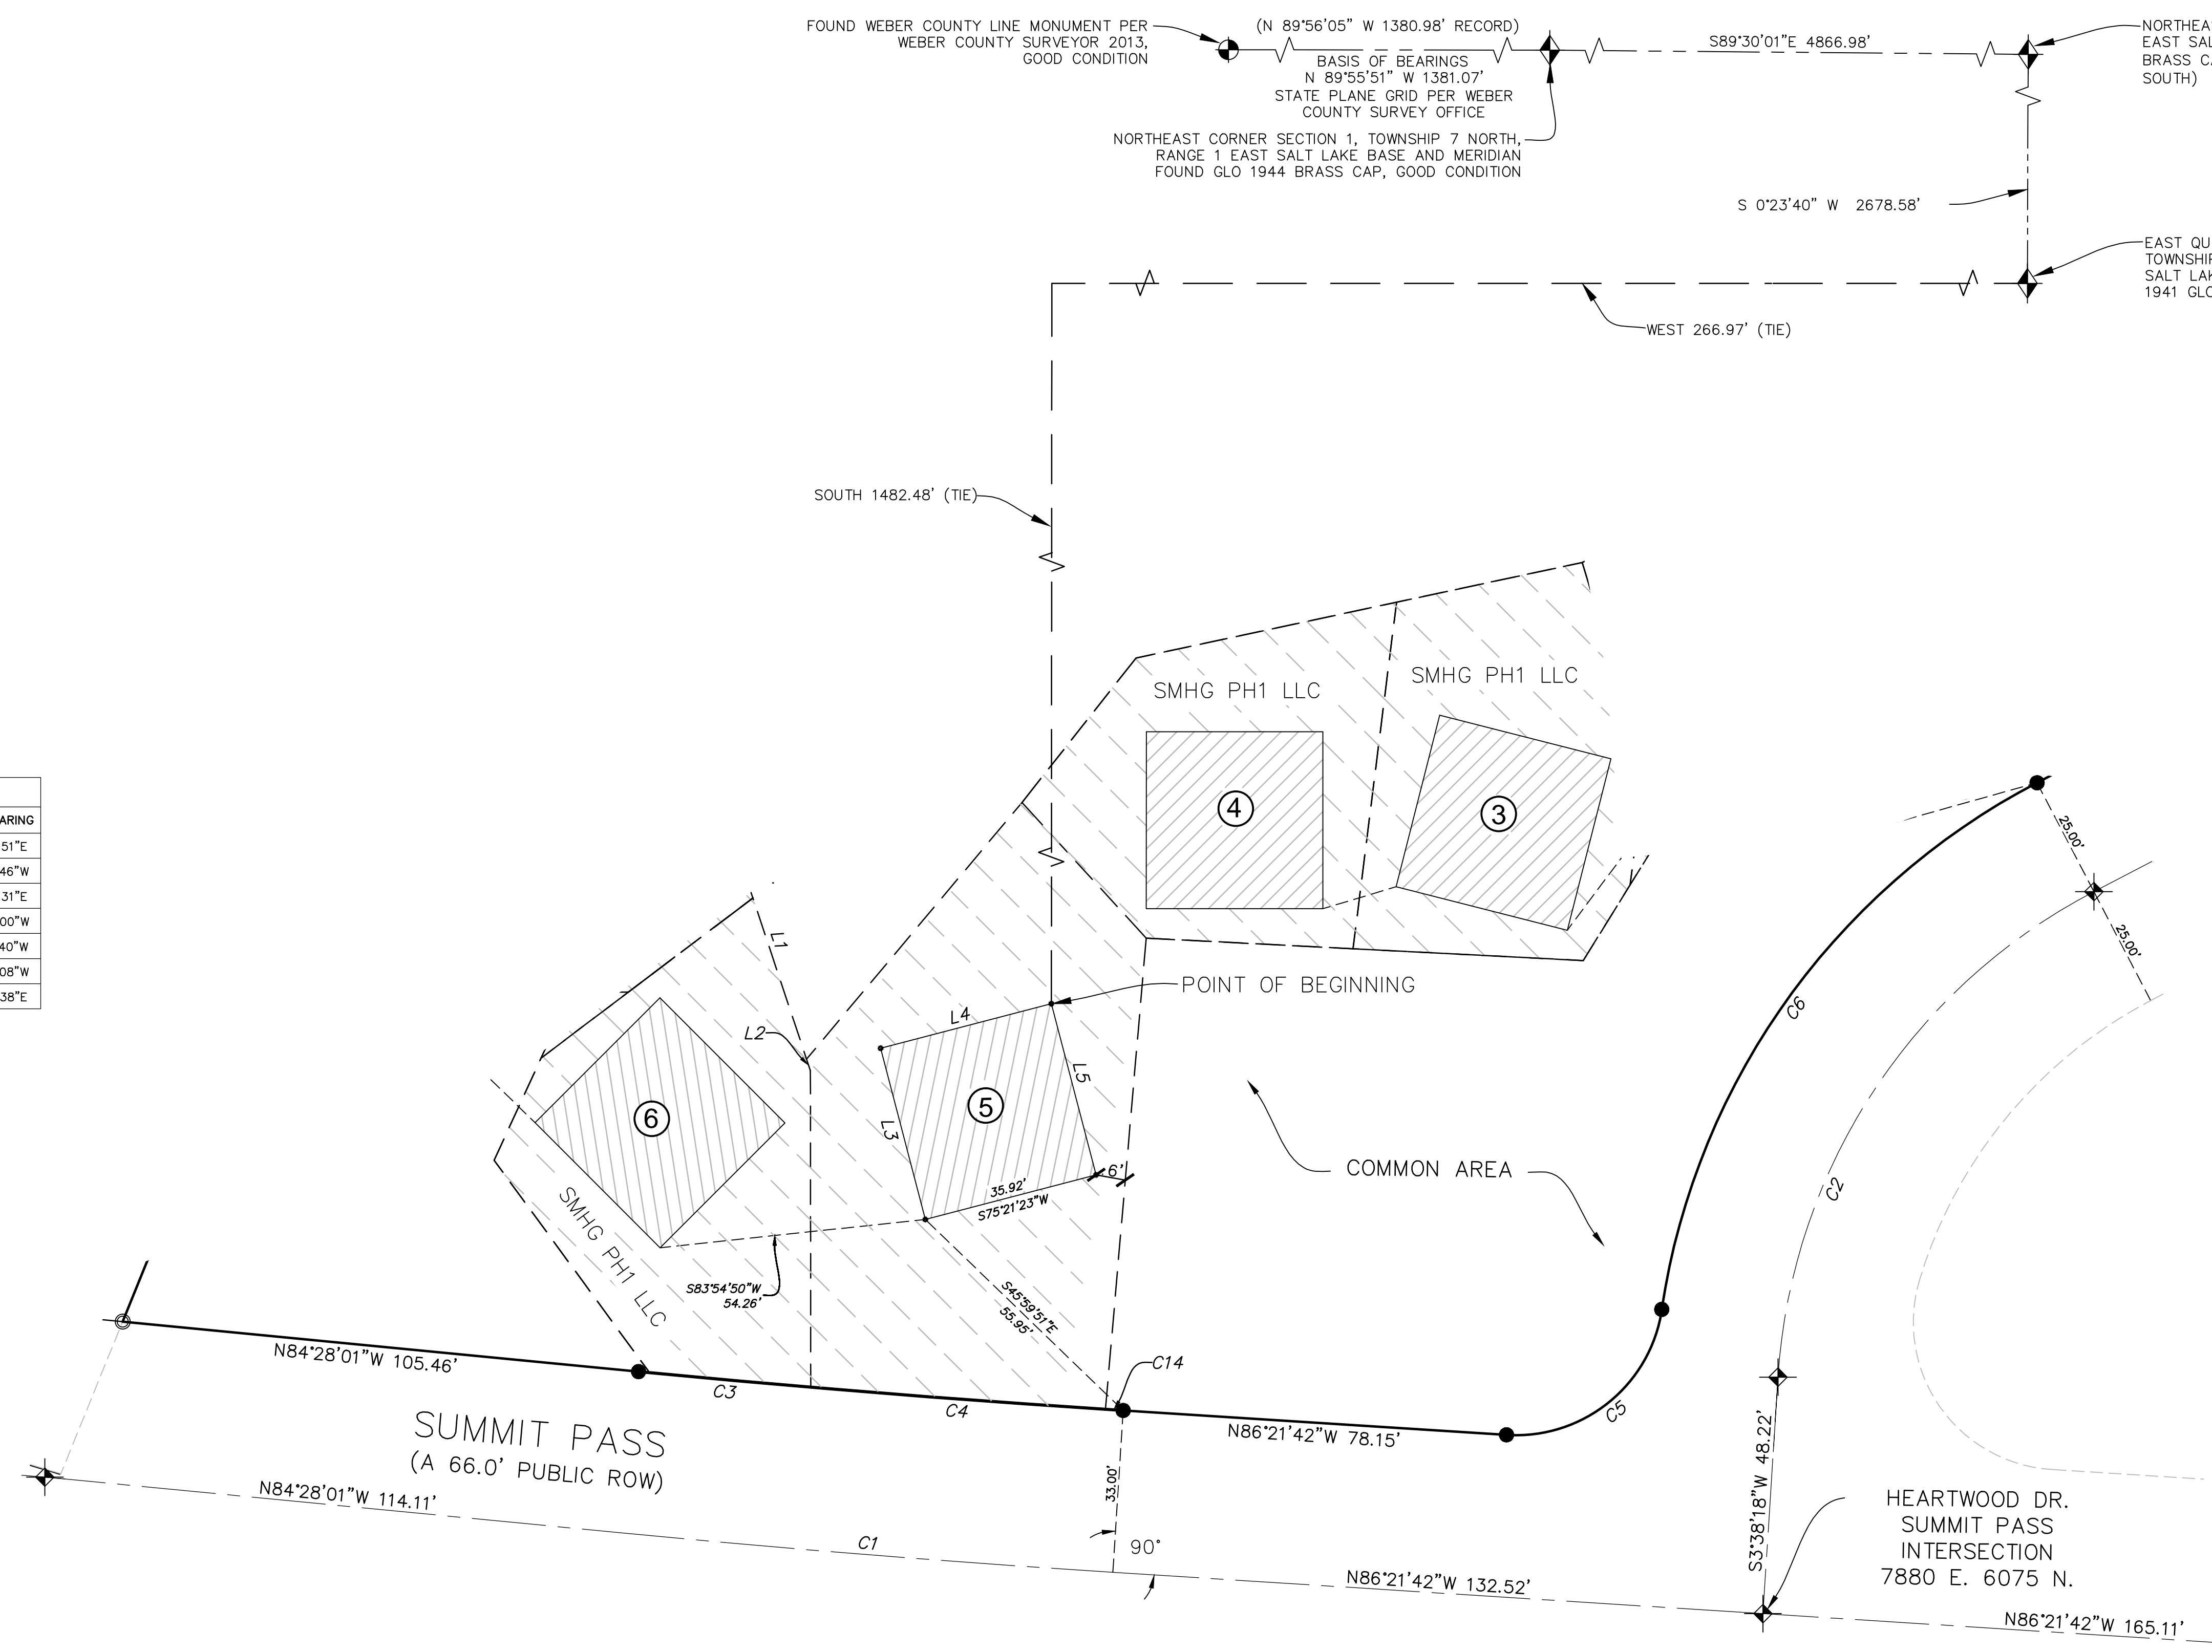 FOUND WEBER COUNTY LINE MONUMENT PER
WEBER COUNTY SURVEYOR 2013,
GOOD CONDITION
(N 89°56'05" W 1380.98' RECORD)
BASIS OF BEARINGS
N 89°55'51" W 1381.07'
STATE PLANE GRID PER WEBER
COUNTY SURVEY OFFICE
NORTHEAST CORNER SECTION 1, TOWNSHIP 7 NORTH,
RANGE 1 EAST SALT LAKE BASE AND MERIDIAN
FOUND GLO 1944 BRASS CAP, GOOD CONDITION
S89°30'01"E 4866.98'
NORTHEA
EAST SAL
BRASS CA
SOUTH)
S 0°23'40" W 2678.58'
EAST QU
TOWNSHIP
SALT LAK
1941 GLO
WEST 266.97' (TIE)
SOUTH 1482.48' (TIE)
SMHG PH1 LLC
SMHG PH1 LLC
4
3
ARING
51"E
46"W
31"E
00"W
40"W
08"W
38"E
25.00'
25.00'
L1
L2
L4
POINT OF BEGINNING
L5
L3
6
5
6'
35.92'
S75°21'23"W
COMMON AREA
C6
C2
SMHG PH1 LLC
S83°54'50"W
54.26'
S45°59'51"E
55.95'
C14
N84°28'01"W 105.46'
C3
C4
N86°21'42"W 78.15'
C5
SUMMIT PASS
(A 66.0' PUBLIC ROW)
33.00'
90°
S3°38'18"W 48.22'
N84°28'01"W 114.11'
C1
N86°21'42"W 132.52'
HEARTWOOD DR.
SUMMIT PASS
INTERSECTION
7880 E. 6075 N.
N86°21'42"W 165.11'